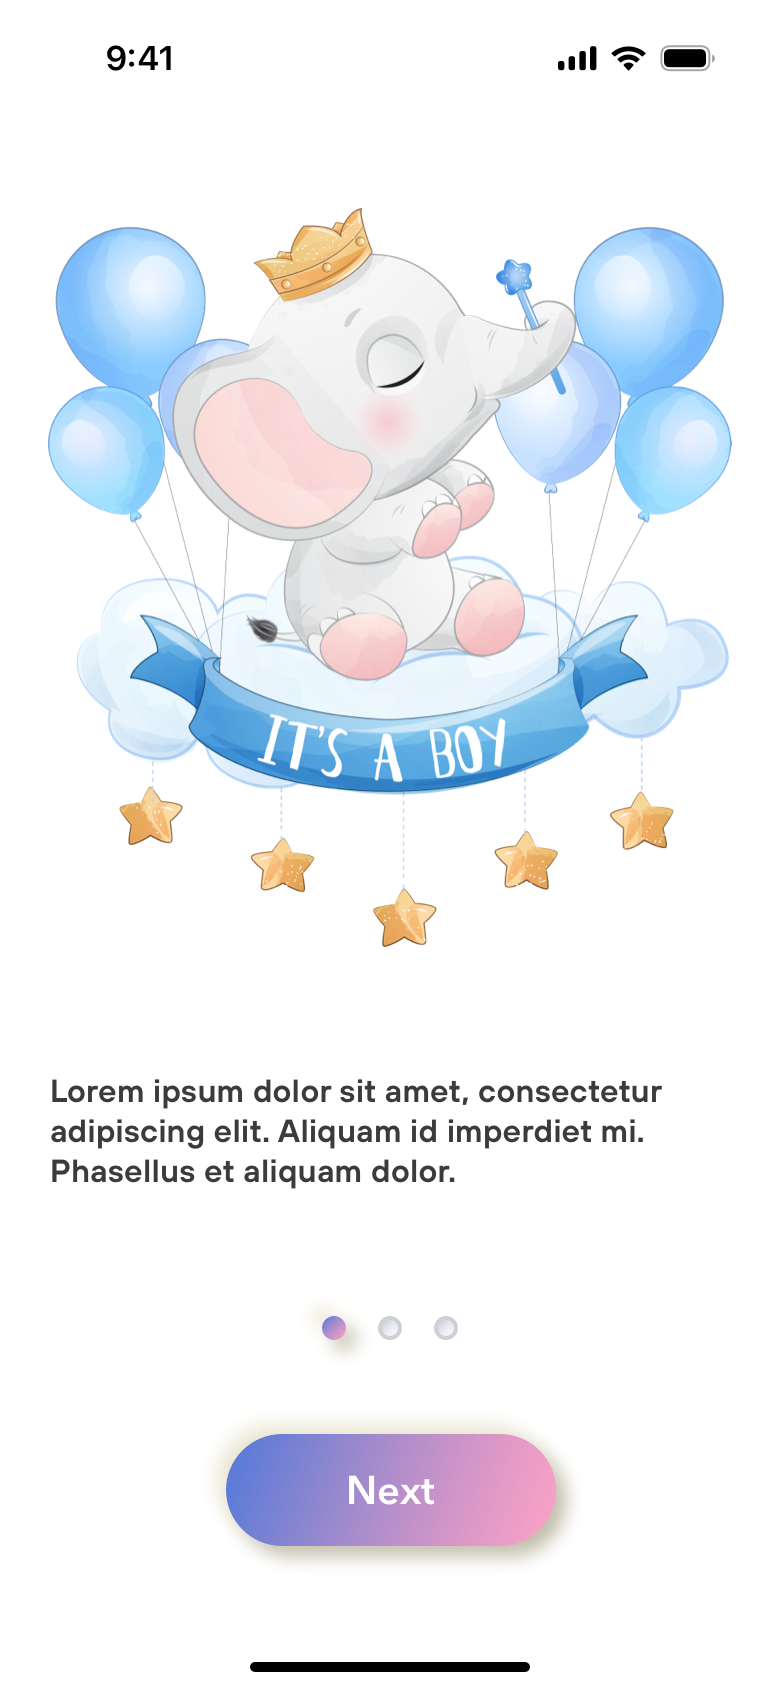 9:41
IT'S A BOY
Lorem ipsum dolor sit amet, consectetur
adipiscing elit. Aliquam id imperdiet mi.
Phasellus et aliquam dolor.
Next